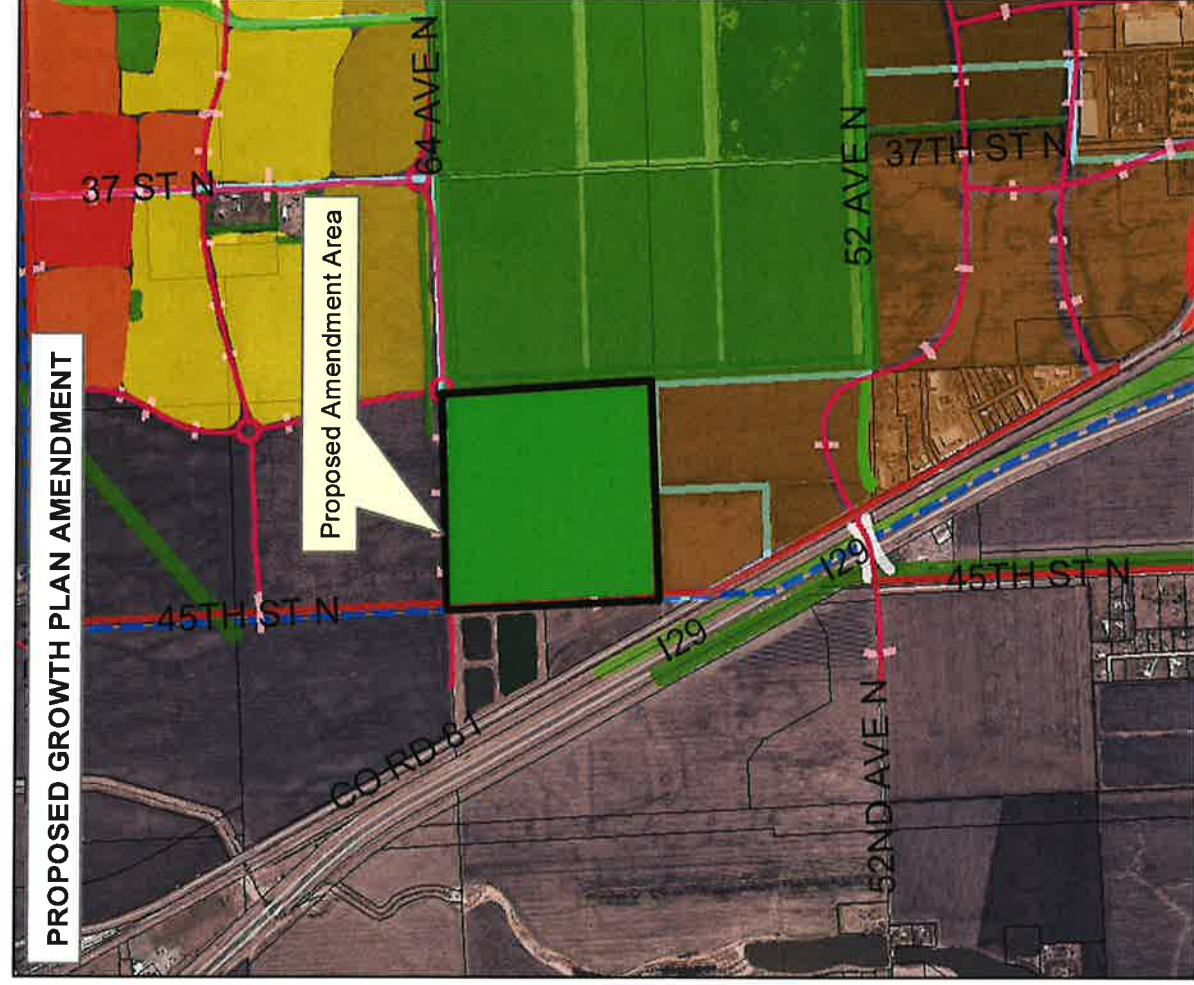 PROPOSED GROWTH PLAN AMENDMENT
37 ST N
64 AVE N
Proposed Amendment Area
52 AVE N
37TH ST N
45TH ST N
I29
45TH ST N
I29
CO RD 81
52ND AVE N